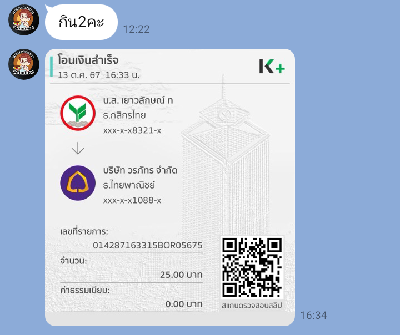 กิน2คะ
12:22
โอนเงินสำเร็จ
13 ต.ค. 67 16:33 น.
K+
น.ส. เยาวลักษณ์ ท
ธ.กสิกรไทย
xxx-x-x8321-x
บริษัท วรภัทร จำกัด
ธ.ไทยพาณิชย์
xxx-x-x1088-x
เลขที่รายการ:
014287163315BOR05675
จำนวน:
25.00 บาท
ค่าธรรมเนียม:
0.00 บาท
สแกนตรวจสอบสลิป
16:34